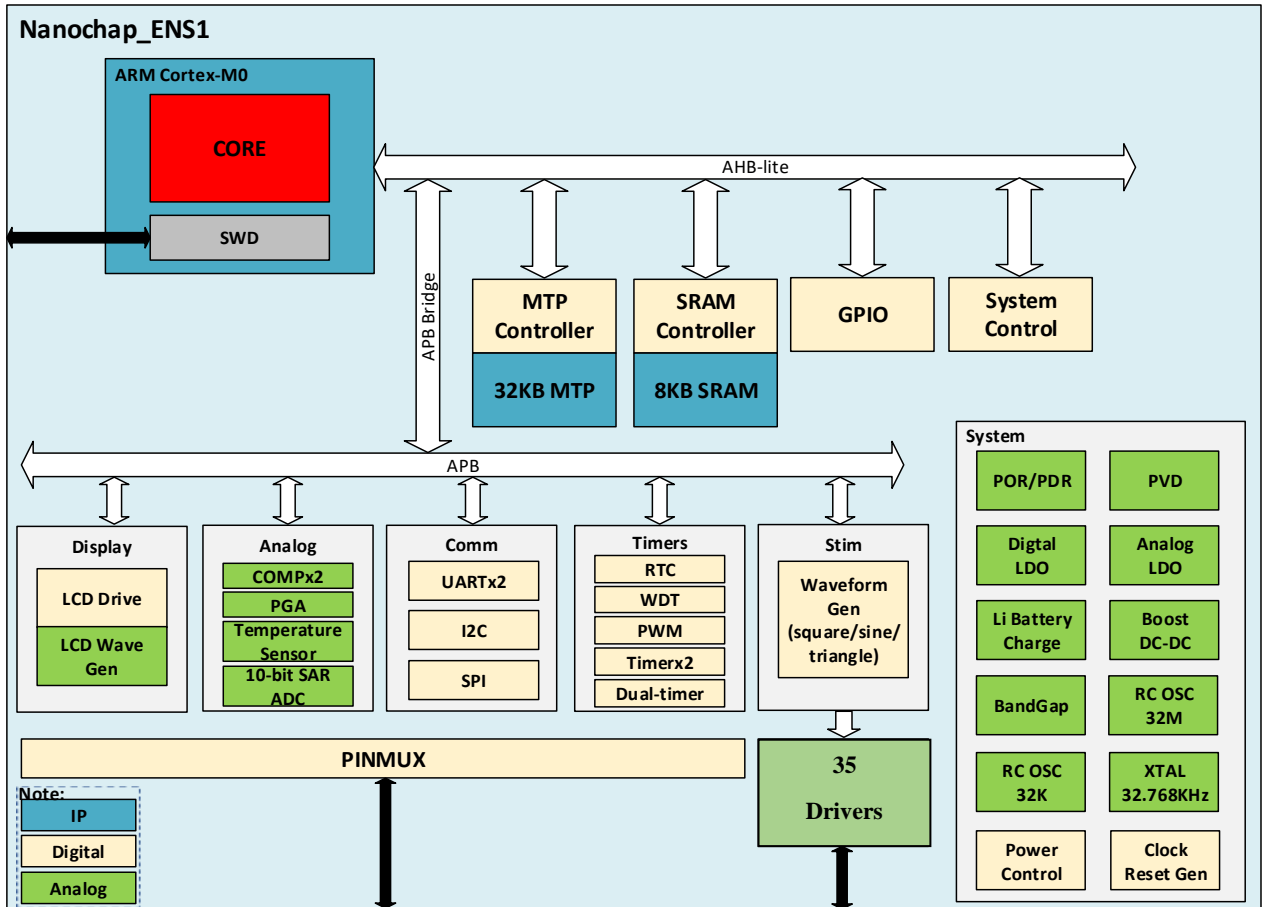 Nanochap_ENS1
ARM Cortex-M0
CORE
SWD
AHB-lite
APB Bridge
MTP
Controller
32KB MTP
SRAM
Controller
8KB SRAM
GPIO
System
Control
APB
Display
LCD Drive
LCD Wave
Gen
Analog
COMPx2
PGA
Temperature
Sensor
10-bit SAR
ADC
Comm
UARTx2
I2C
SPI
Timers
RTC
WDT
PWM
Timerx2
Dual-timer
Stim
Waveform
Gen
(square/sine/
triangle)
System
POR/PDR
PVD
Digtal
LDO
Analog
LDO
Li Battery
Charge
Boost
DC-DC
BandGap
RC OSC
32M
RC OSC
32K
XTAL
32.768KHz
Power
Control
Clock
Reset Gen
PINMUX
35
Drivers
Note:
IP
Digital
Analog